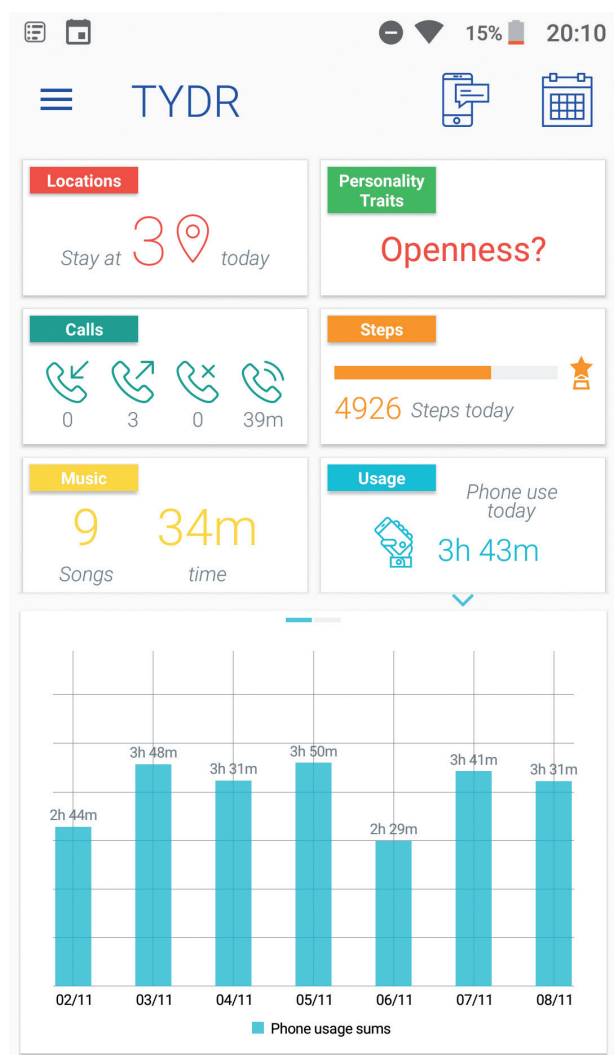 15% 20:10
TYDR
Locations
Stay at 3 today
Personality
Traits
Openness?
Calls
0 3 0 39m
Steps
4926 Steps today
Music
9 34m
Songs time
Usage
Phone use
today
3h 43m
2h 44m 3h 48m 3h 31m 3h 50m 2h 29m 3h 41m 3h 31m
02/11 03/11 04/11 05/11 06/11 07/11 08/11
Phone usage sums